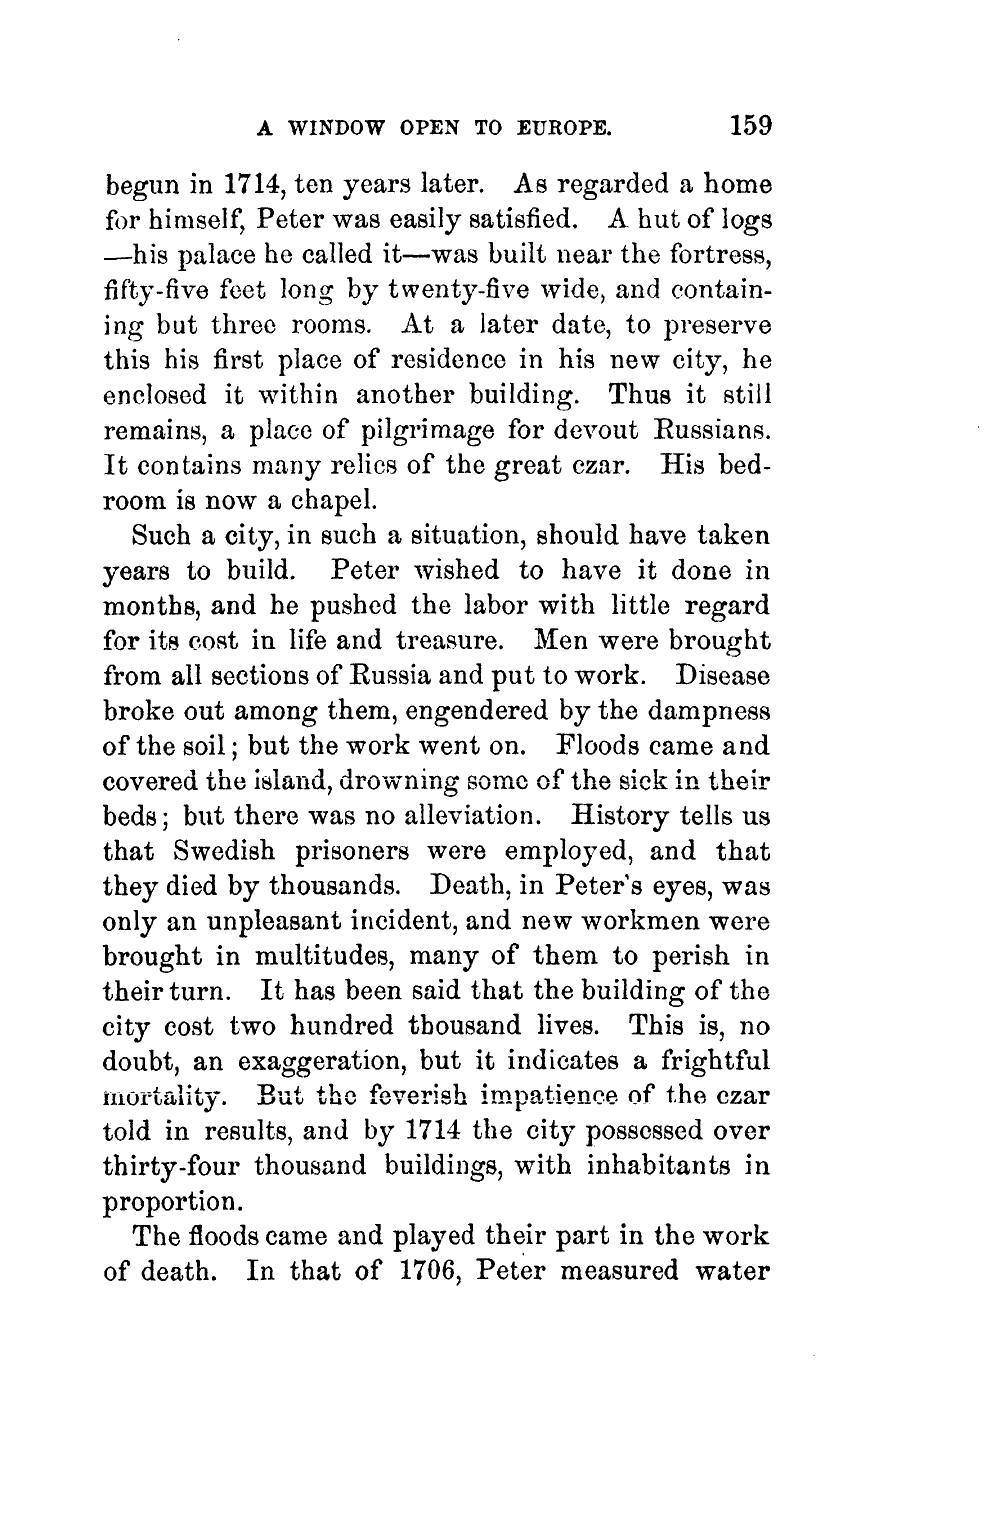 A WINDOW OPEN TO EUROPE. 159
begun in 1714, ten years later. As regarded a home
for himself, Peter was easily satisfied. A hut of logs
—his palace he called it—was built near the fortress,
fifty-five feet long by twenty-five wide, and contain-
ing but three rooms. At a later date, to preserve
this his first place of residence in his new city, he
enclosed it within another building. Thus it still
remains, a place of pilgrimage for devout Russians.
It contains many relics of the great czar. His bed-
room is now a chapel.
Such a city, in such a situation, should have taken
years to build. Peter wished to have it done in
months, and he pushed the labor with little regard
for its cost in life and treasure. Men were brought
from all sections of Russia and put to work. Disease
broke out among them, engendered by the dampness
of the soil; but the work went on. Floods came and
covered the island, drowning some of the sick in their
beds; but there was no alleviation. History tells us
that Swedish prisoners were employed, and that
they died by thousands. Death, in Peter's eyes, was
only an unpleasant incident, and new workmen were
brought in multitudes, many of them to perish in
their turn. It has been said that the building of the
city cost two hundred thousand lives. This is, no
doubt, an exaggeration, but it indicates a frightful
mortality. But the feverish impatience of the czar
told in results, and by 1714 the city possessed over
thirty-four thousand buildings, with inhabitants in
proportion.
The floods came and played their part in the work
of death. In that of 1706, Peter measured water